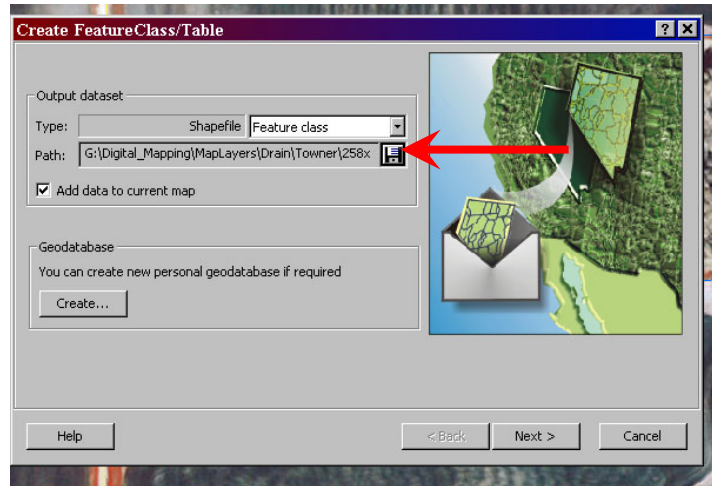 Create FeatureClass/Table
Output dataset
Type: Shapefile Feature class
Path: G:\Digital_Mapping\MapLayers\Drain\Towner\258x
Add data to current map
Geodatabase
You can create new personal geodatabase if required
Create...
Help < Back Next > Cancel